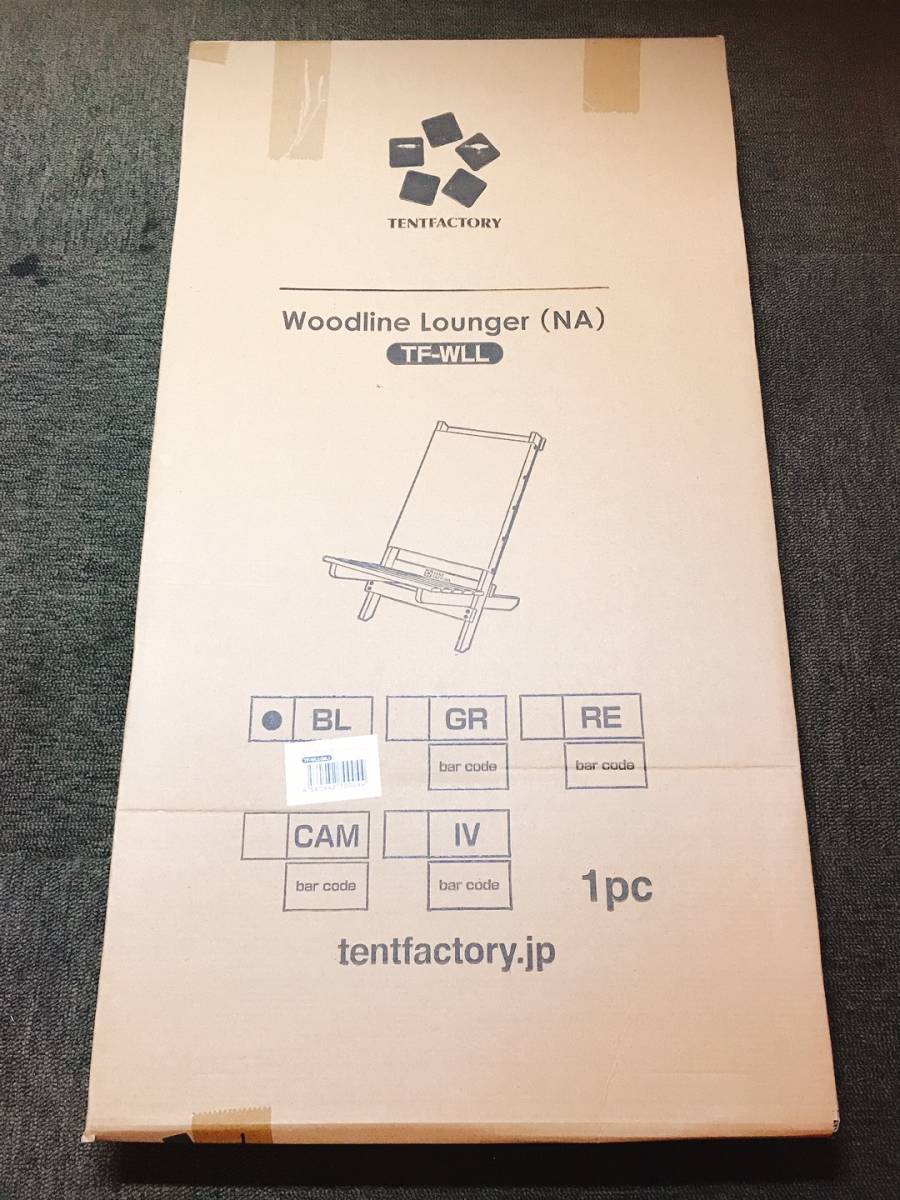 TENTFACTORY
Woodline Lounger (NA)
TF-WLL
BL GR RE
bar code bar code
CAM IV
bar code bar code
1pc
tentfactory.jp